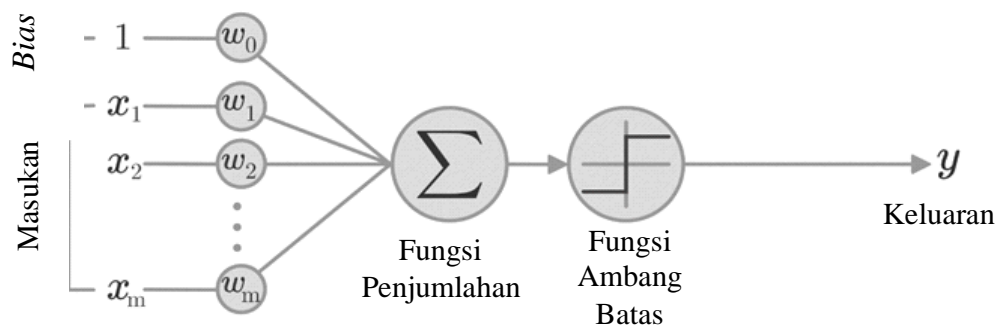 Bias
1 w0
x1 w1
Masukan
x2 w2
xm wm
∑
Fungsi
Penjumlahan
Fungsi
Ambang
Batas
y
Keluaran